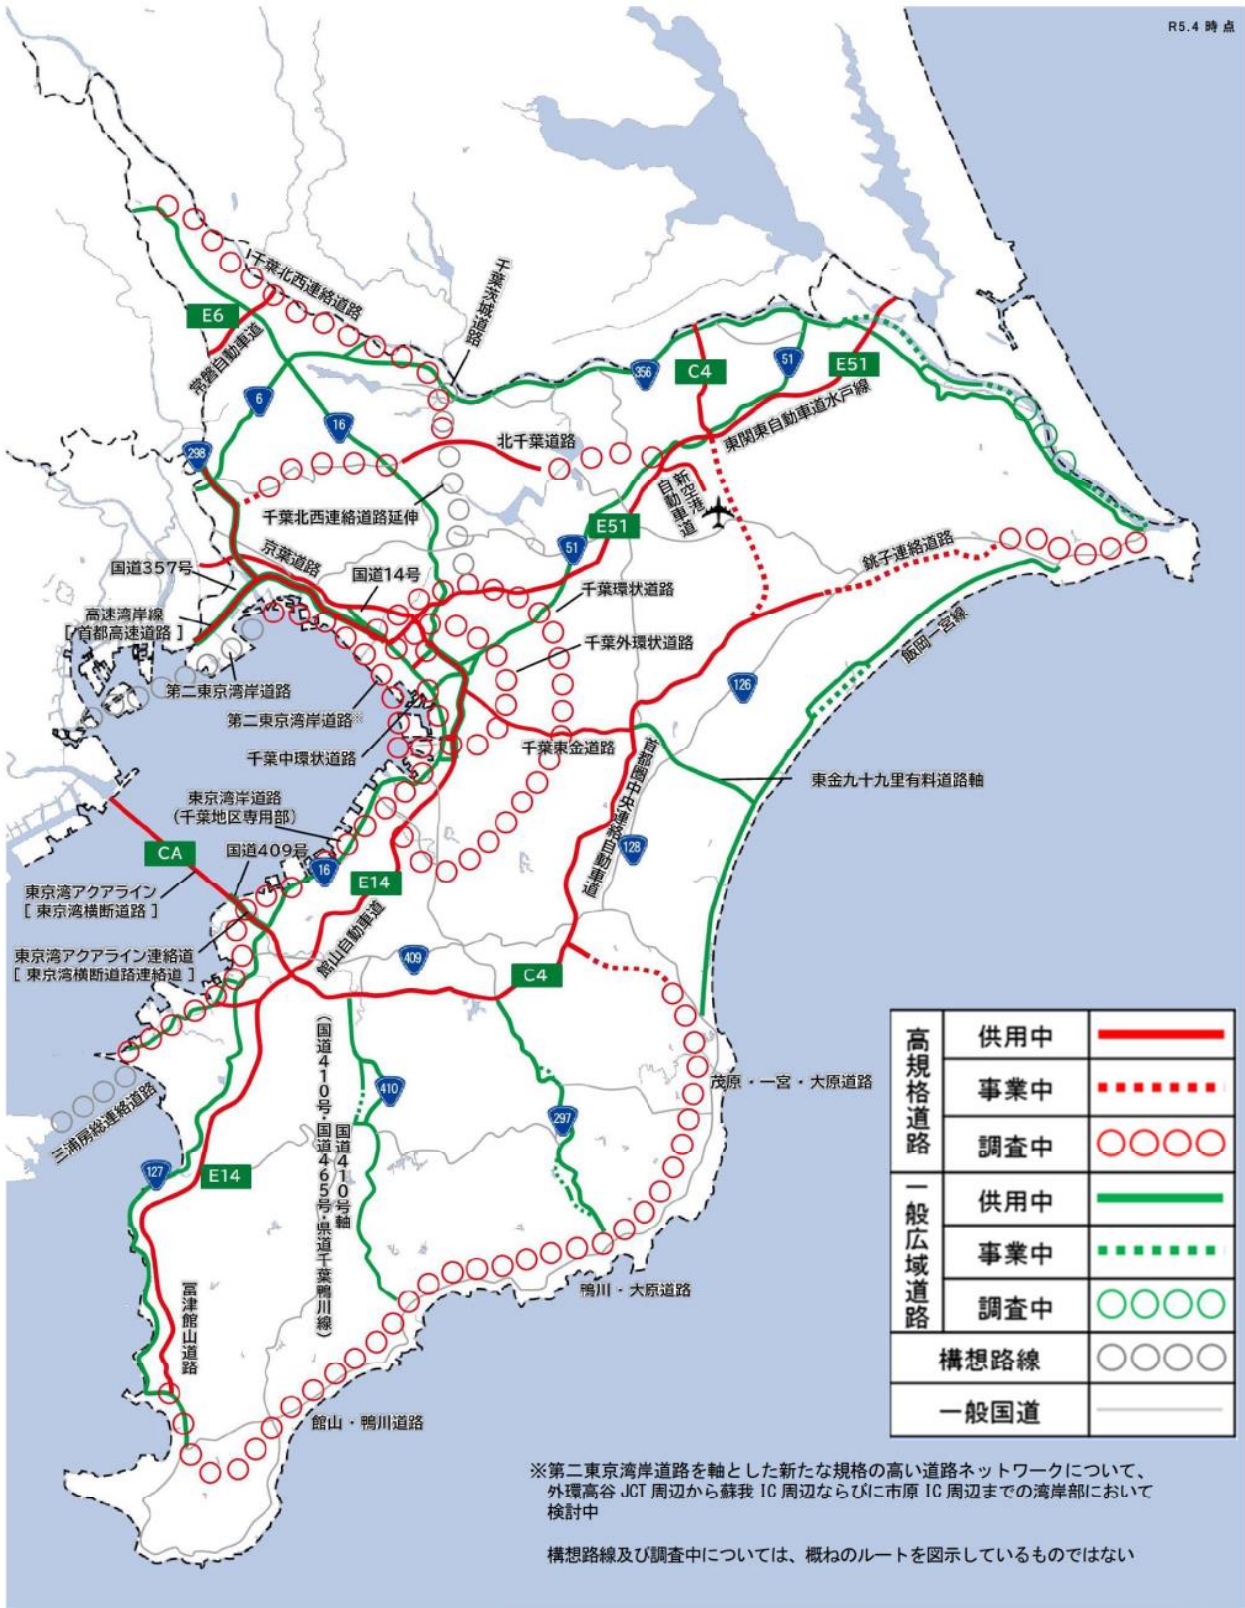 R5.4 時点
千葉北西連絡道路
千葉茨城道路
E6
常磐自動車道
356
C4
51
E51
6
16
東関東自動車道水戸線
北千葉道路
298
新空港
自動車道
千葉北西連絡道路延伸
E51
京葉道路
51
銚子連絡道路
国道357号
国道14号
千葉環状道路
高速湾岸線
[ 首都高速道路 ]
飯岡一宮線
千葉外環状道路
第二東京湾岸道路
126
第二東京湾岸道路※
千葉中環状道路
千葉東金道路
首都圏中央連絡自動車道
東金九十九里有料道路軸
東京湾岸道路
(千葉地区専用部)
128
CA
国道409号
16
E14
東京湾アクアライン
[ 東京湾横断道路 ]
館山自動車道
東京湾アクアライン連絡道
[ 東京湾横断道路連絡道 ]
409
C4
410
茂原・一宮・大原道路
三浦房総連絡道路
297
国道410号軸
(国道410号・国道465号・県道千葉鴨川線)
127
E14
富津館山道路
鴨川・大原道路
館山・鴨川道路
高規格道路
供用中
事業中
調査中
一般広域道路
供用中
事業中
調査中
構想路線
一般国道
※第二東京湾岸道路を軸とした新たな規格の高い道路ネットワークについて、
外環高谷 JCT 周辺から蘇我 IC 周辺ならびに市原 IC 周辺までの湾岸部において
検討中
構想路線及び調査中については、概ねのルートを図示しているものではない